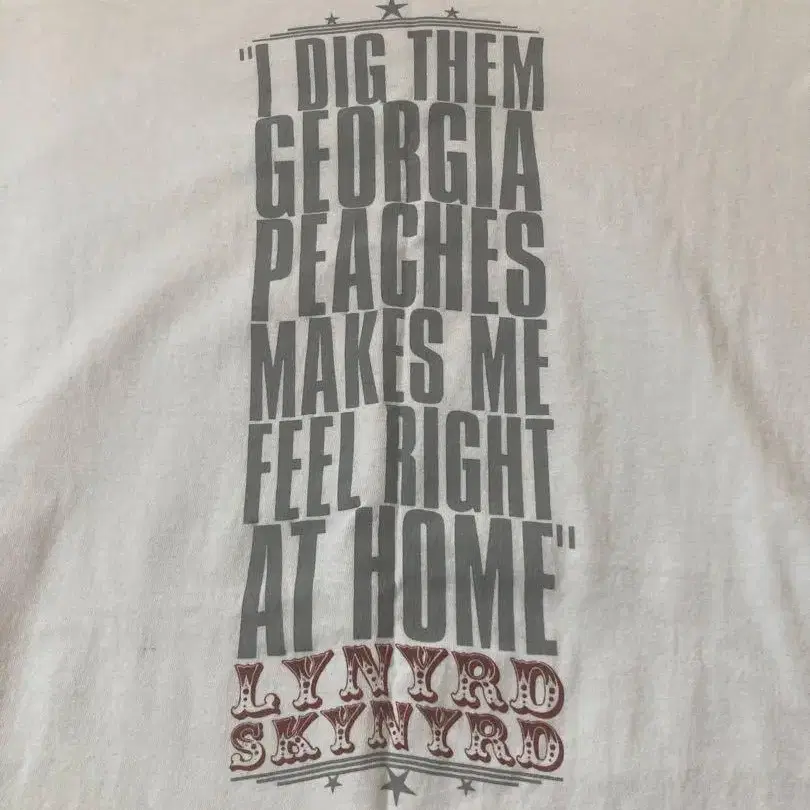 "I DIG THEM
GEORGIA
PEACHES
MAKES ME
FEEL RIGHT
AT HOME"
LYNYRD
SKYNYRD